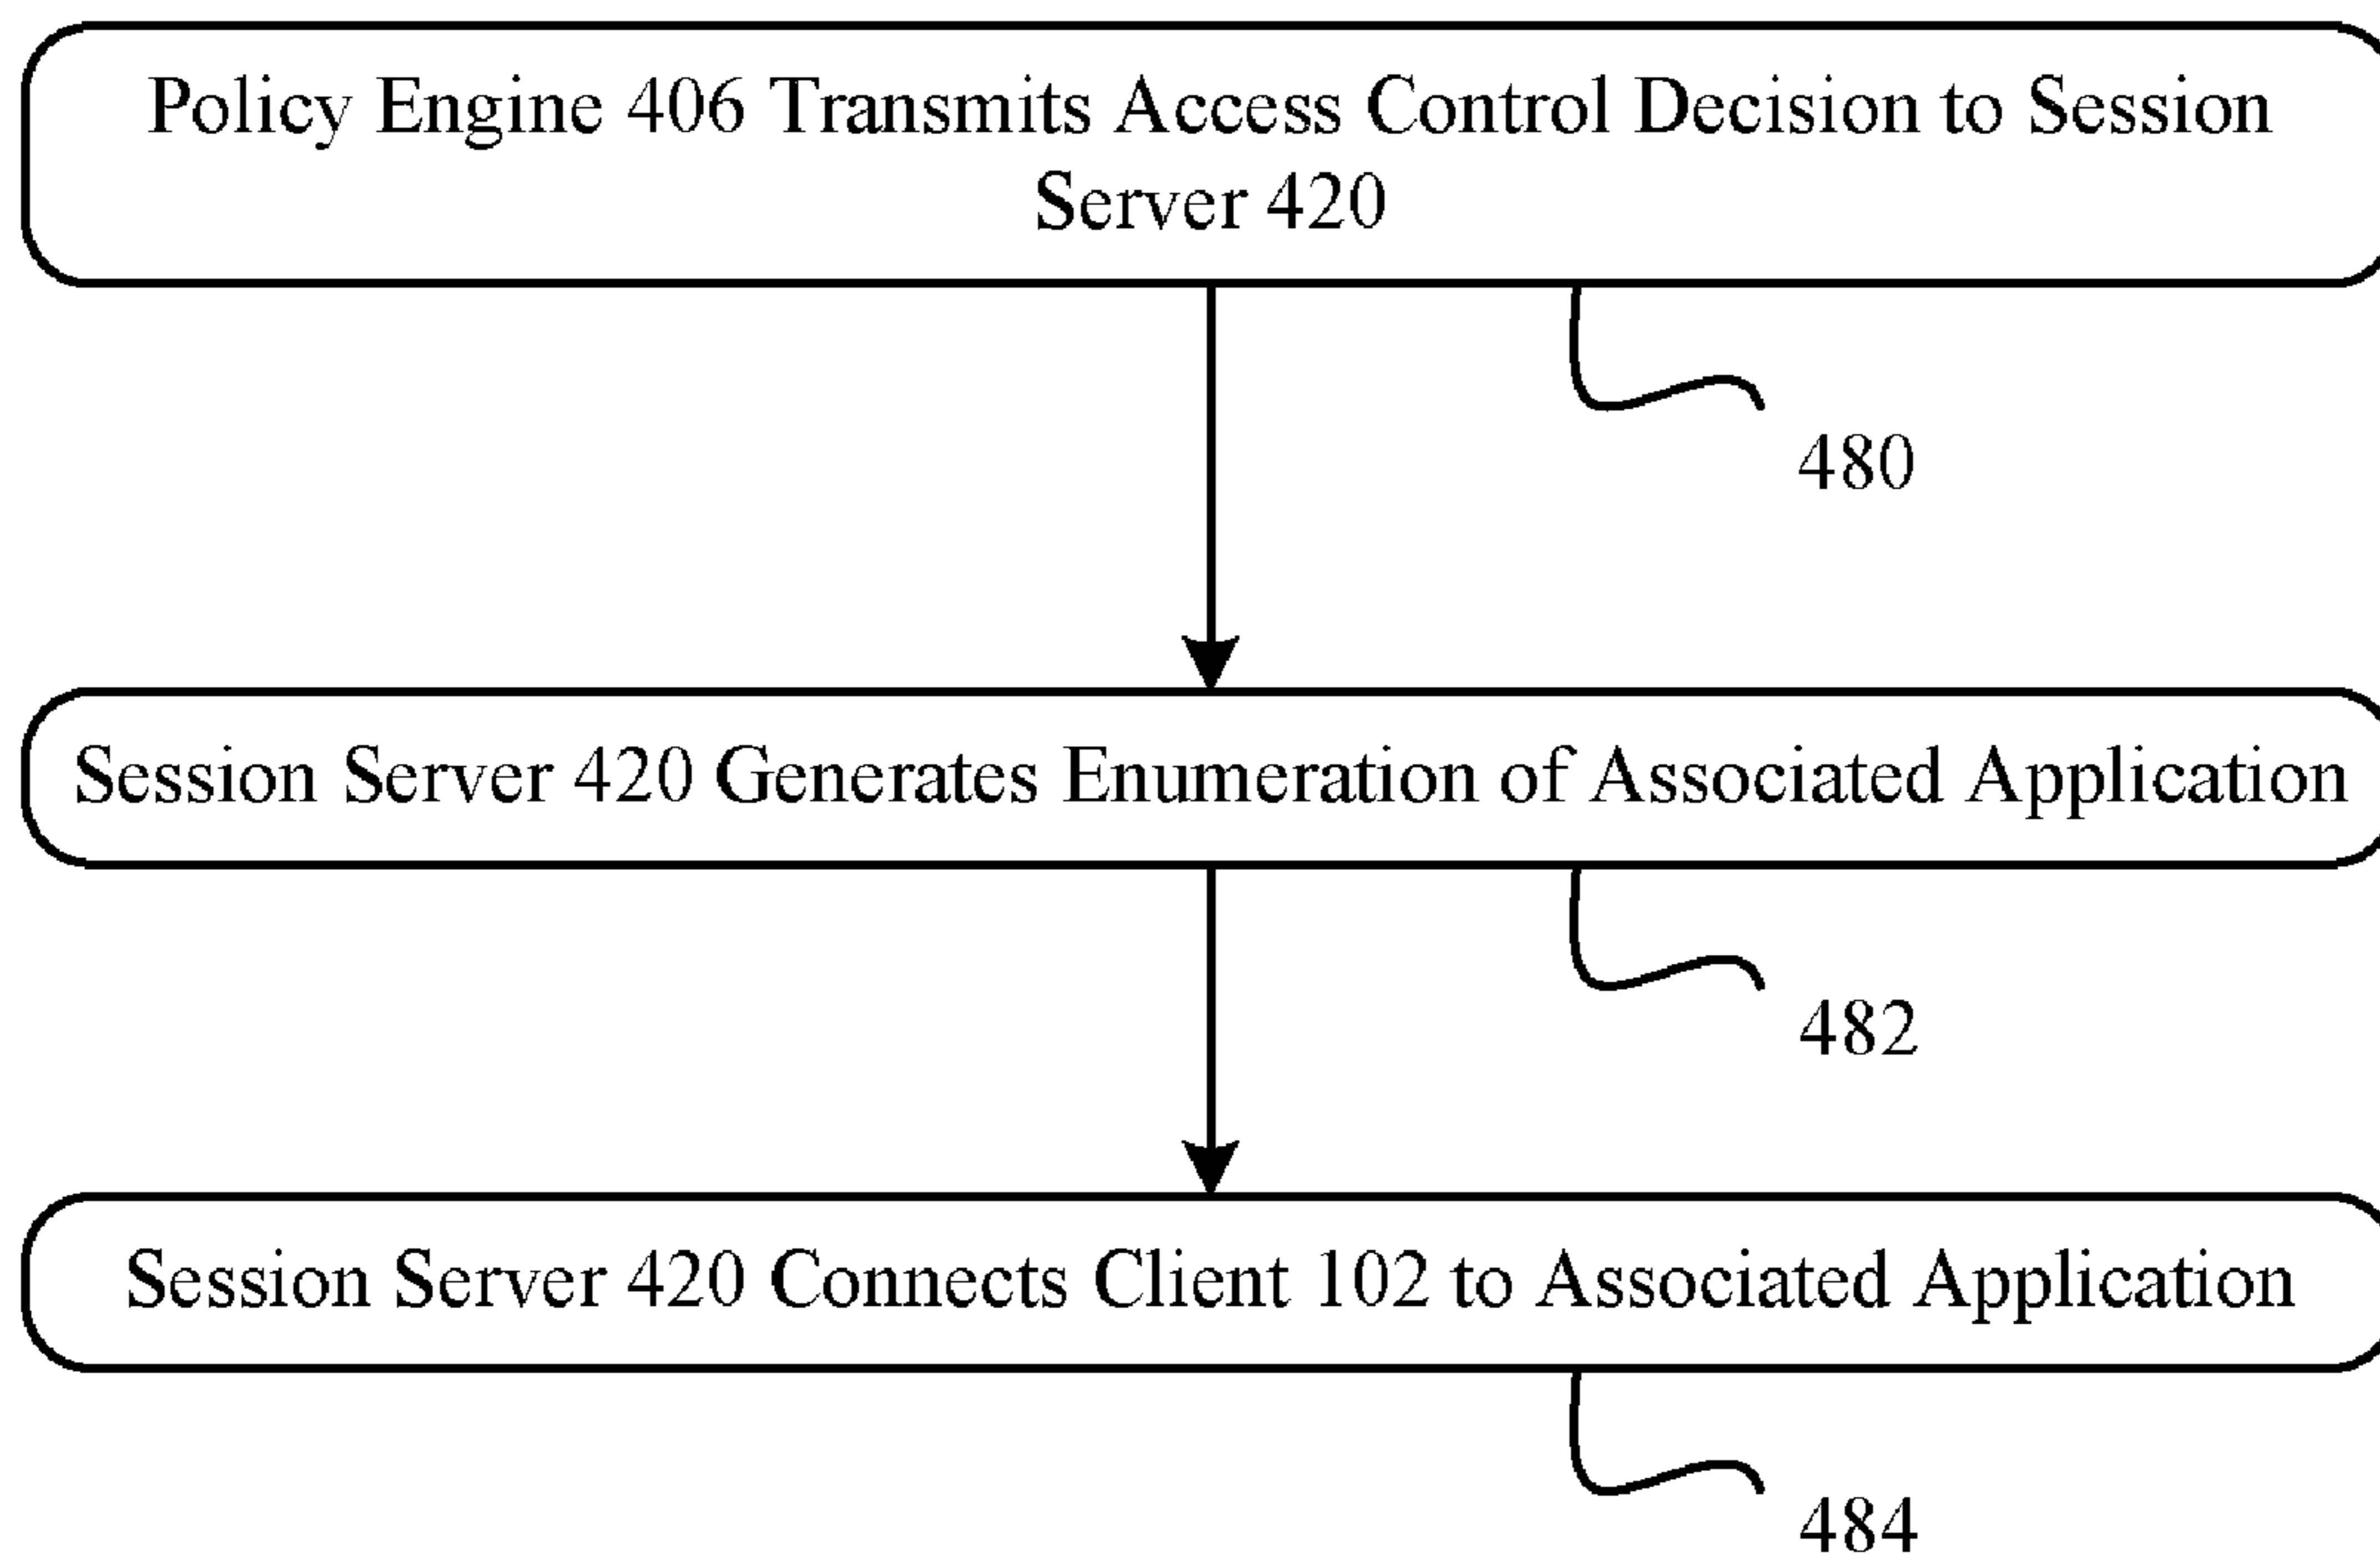 Policy Engine 406 Transmits Access Control Decision to Session
Server 420
480
Session Server 420 Generates Enumeration of Associated Application
482
Session Server 420 Connects Client 102 to Associated Application
484